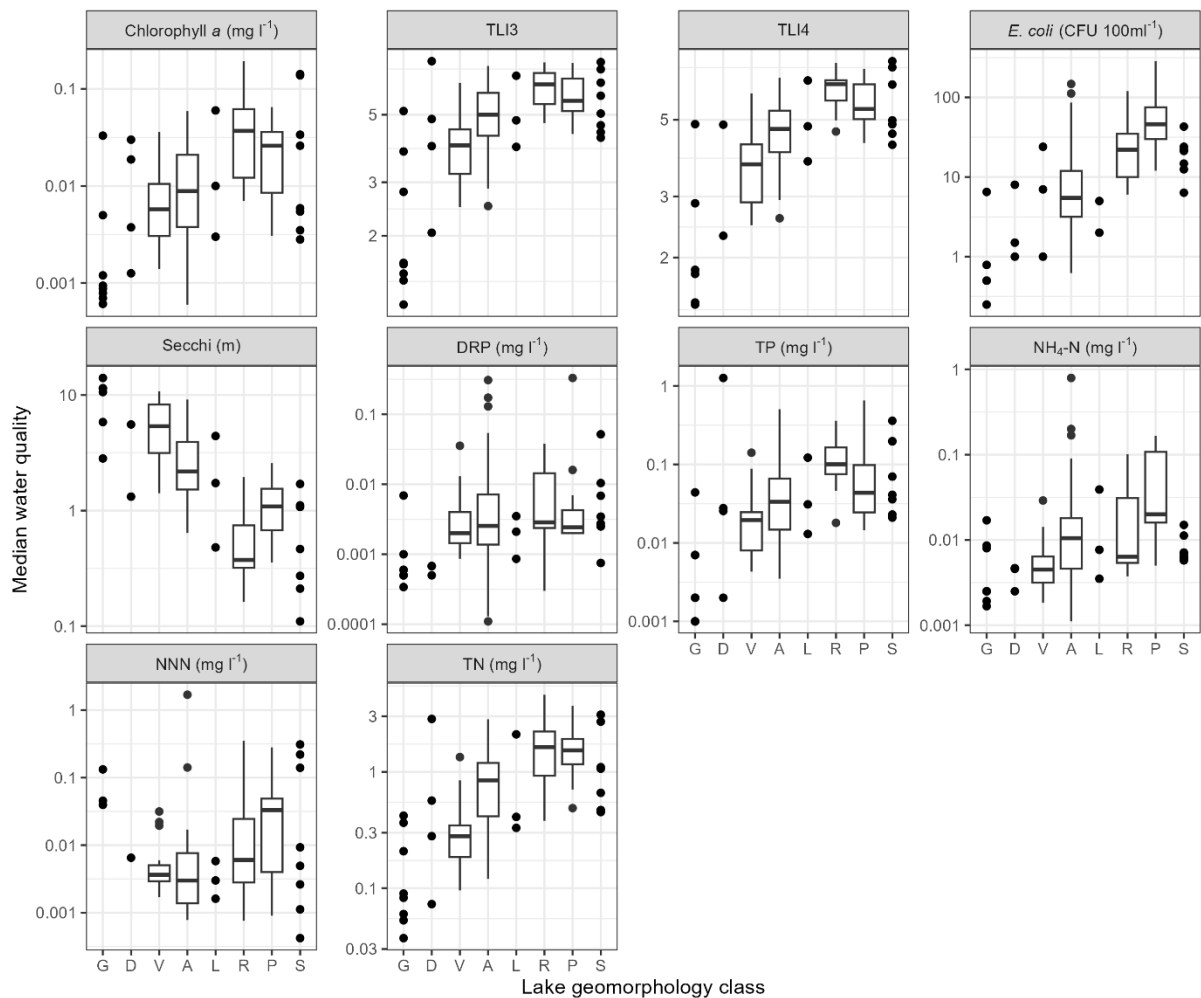 Chlorophyll a (mg l⁻¹)
TLI3
TLI4
E. coli (CFU 100ml⁻¹)
0.1
0.01
0.001
5
3
2
5
3
2
100
10
1
Secchi (m)
DRP (mg l⁻¹)
TP (mg l⁻¹)
NH₄-N (mg l⁻¹)
10
1
0.1
0.1
0.01
0.001
0.0001
1
0.1
0.01
0.001
1
0.1
0.01
0.001
G D V A L R P S
G D V A L R P S
NNN (mg l⁻¹)
TN (mg l⁻¹)
1
0.1
0.01
0.001
3
1
0.3
0.1
0.03
G D V A L R P S
G D V A L R P S
Median water quality
Lake geomorphology class